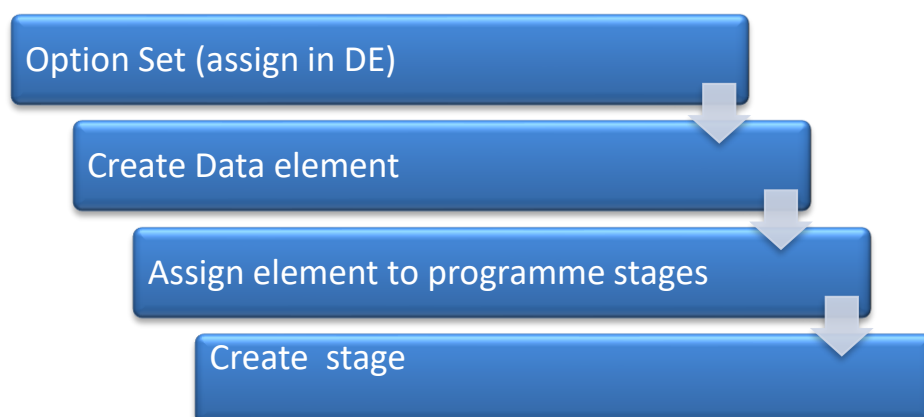 Option Set (assign in DE)
Create Data element
Assign element to programme stages
Create  stage